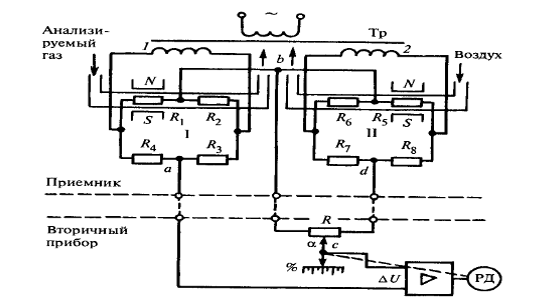 ~
Тр
Анализи-
руемый
газ
1
2
Воздух
b
N
N
S
S
R1
R2
R6
R5
I
II
R4
R3
R7
R8
a
d
Приемник
Вторичный
прибор
R
α
c
%
ΔU
РД